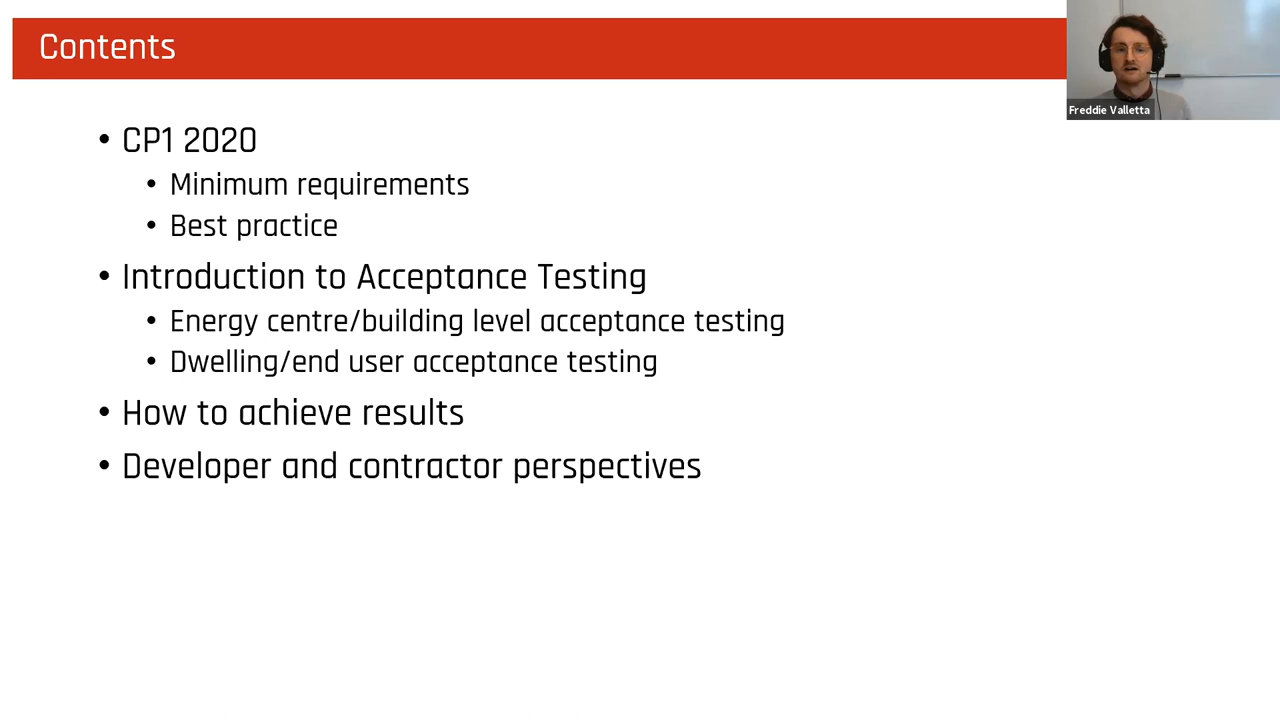 Contents
Freddie Valletta
• CP1 2020
• Minimum requirements
• Best practice
• Introduction to Acceptance Testing
• Energy centre/building level acceptance testing
• Dwelling/end user acceptance testing
• How to achieve results
• Developer and contractor perspectives